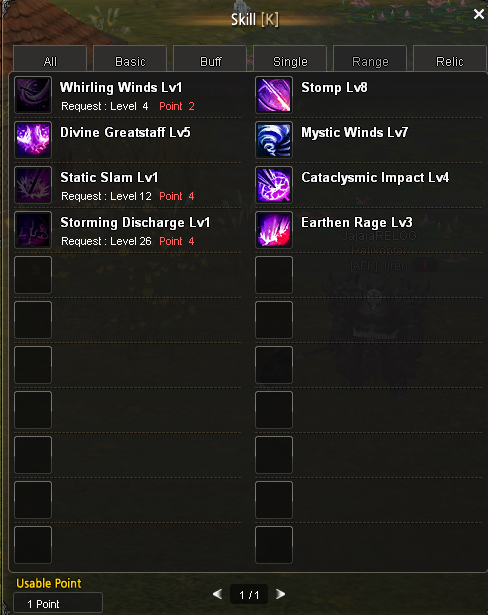 Skill [K]
All Basic Buff Single Range Relic
Whirling Winds Lv1
Request : Level 4 Point 2
Stomp Lv8
Divine Greatstaff Lv5
Mystic Winds Lv7
Static Slam Lv1
Request : Level 12 Point 4
Cataclysmic Impact Lv4
Storming Discharge Lv1
Request : Level 26 Point 4
Earthen Rage Lv3
Usable Point
1 Point
1 / 1